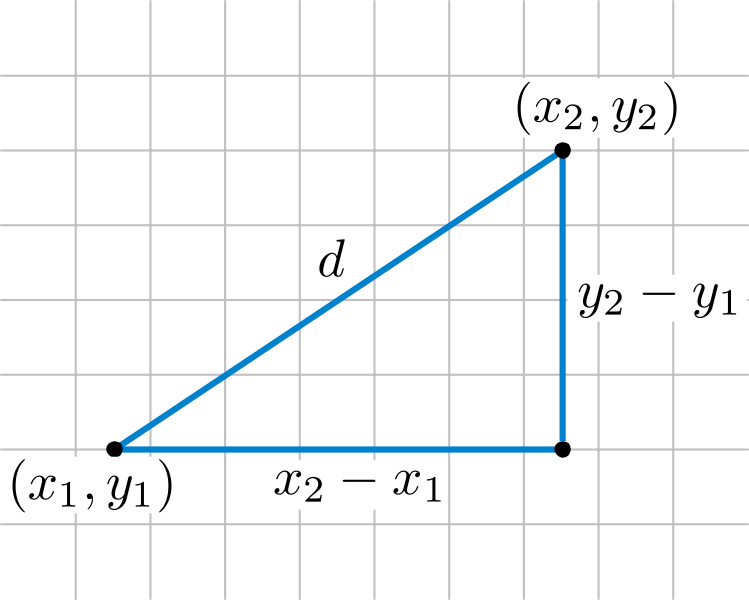 (x₂, y₂)
d
y₂ − y₁
(x₁, y₁)
x₂ − x₁